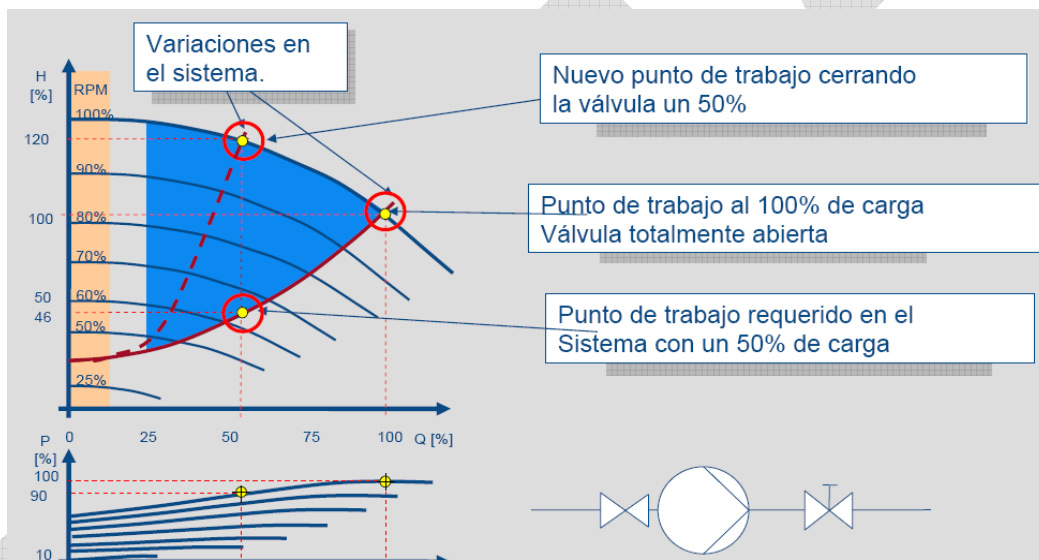 Variaciones en
el sistema.
Nuevo punto de trabajo cerrando
la válvula un 50%
Punto de trabajo al 100% de carga
Válvula totalmente abierta
Punto de trabajo requerido en el
Sistema con un 50% de carga
H
[%]
RPM
100%
120
90%
100
80%
70%
50
60%
46
50%
25%
0
25
50
75
100
Q [%]
P
[%]
100
90
10